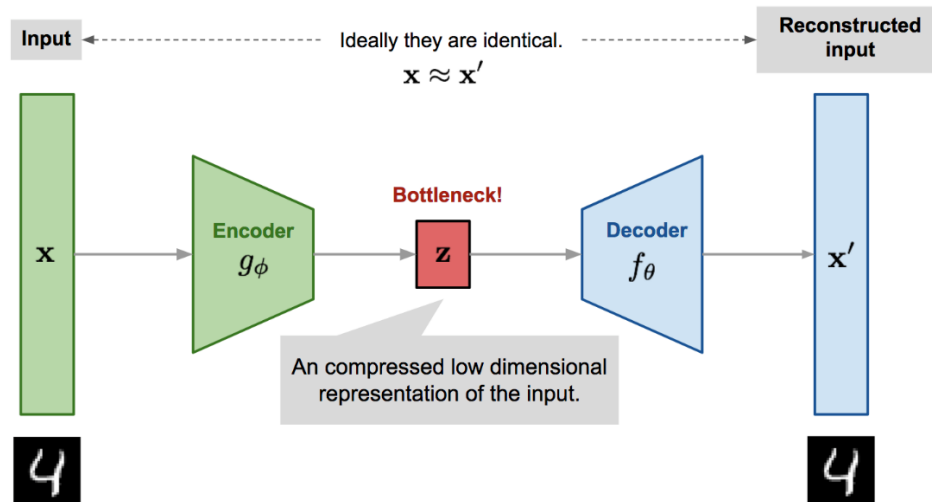 Input
Ideally they are identical.
x ≈ x′
Reconstructed
input
Bottleneck!
Encoder
gϕ
Decoder
fθ
x
z
x′
An compressed low dimensional
representation of the input.
4
4